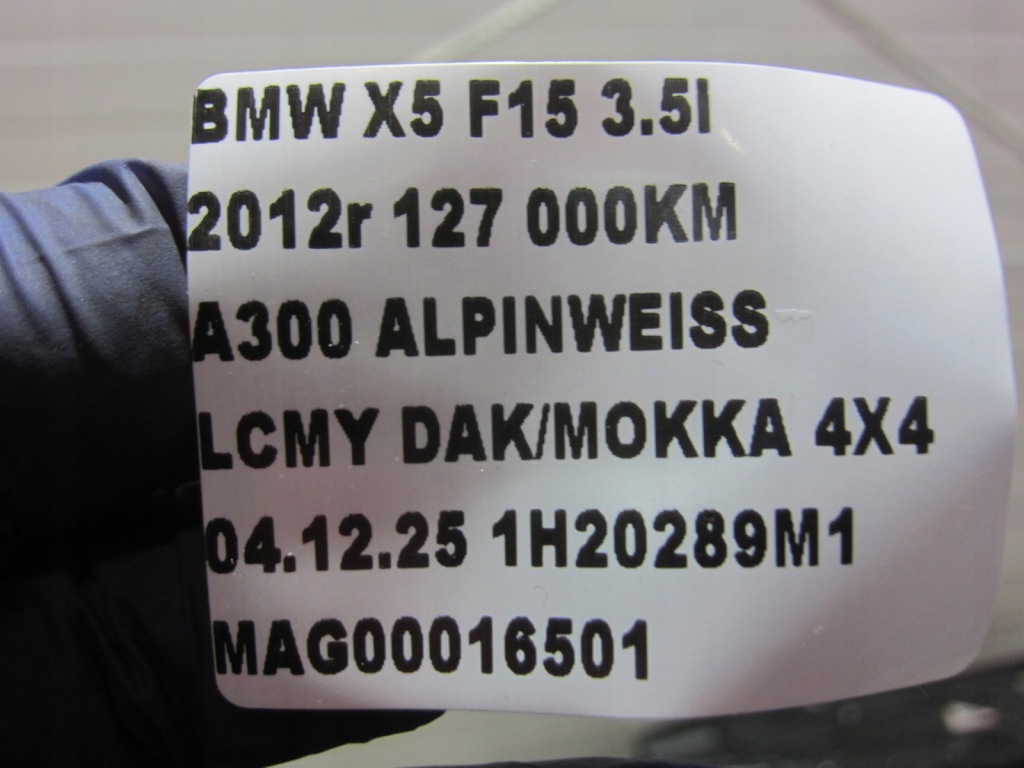 BMW X5 F15 3.5I
2012r 127 000KM
A300 ALPINWEISS
LCMY DAK/MOKKA 4X4
04.12.25 1H20289M1
MAG00016501